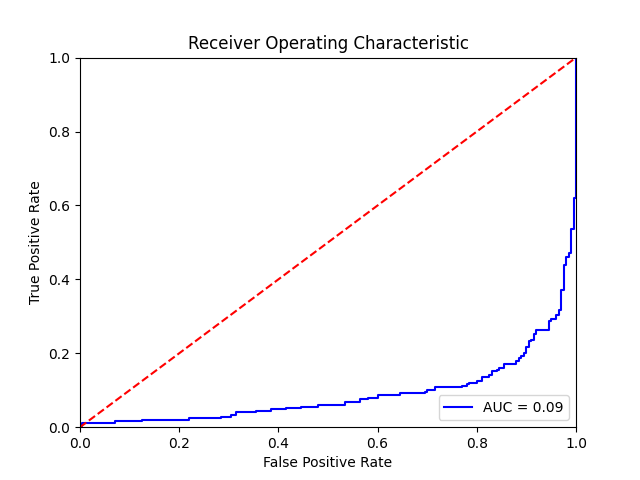 Receiver Operating Characteristic
True Positive Rate
1.0
0.8
0.6
0.4
0.2
0.0
AUC = 0.09
0.0 0.2 0.4 0.6 0.8 1.0
False Positive Rate